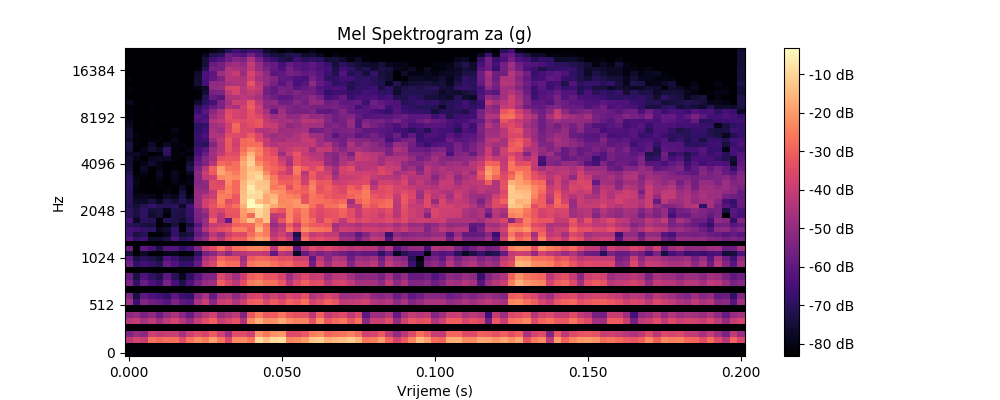 Mel Spektrogram za (g)
Hz
16384
8192
4096
2048
1024
512
0
0.000
0.050
0.100
0.150
0.200
Vrijeme (s)
-10 dB
-20 dB
-30 dB
-40 dB
-50 dB
-60 dB
-70 dB
-80 dB